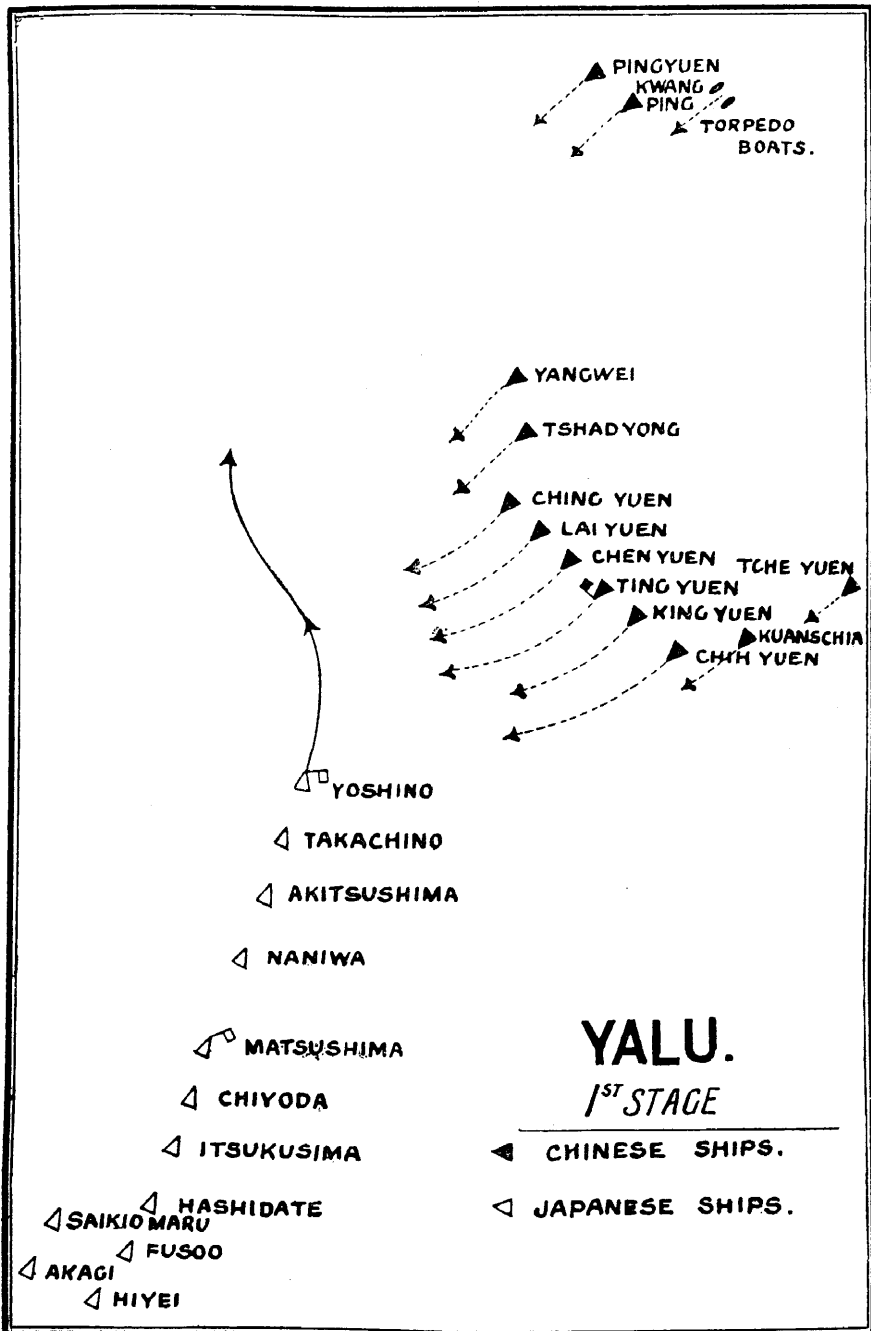 PINGYUEN
KWANG
PING
TORPEDO
BOATS.
YANGWEI
TSHADYONG
CHING YUEN
LAI YUEN
CHEN YUEN
TCHE YUEN
TING YUEN
KING YUEN
KUANSCHIA
CHIH YUEN
YOSHINO
TAKACHINO
AKITSUSHIMA
NANIWA
MATSUSHIMA
CHIYODA
ITSUKUSIMA
HASHIDATE
SAIKIO MARU
FUSOO
AKAGI
HIYEI
YALU.
1ST STAGE
CHINESE SHIPS.
JAPANESE SHIPS.